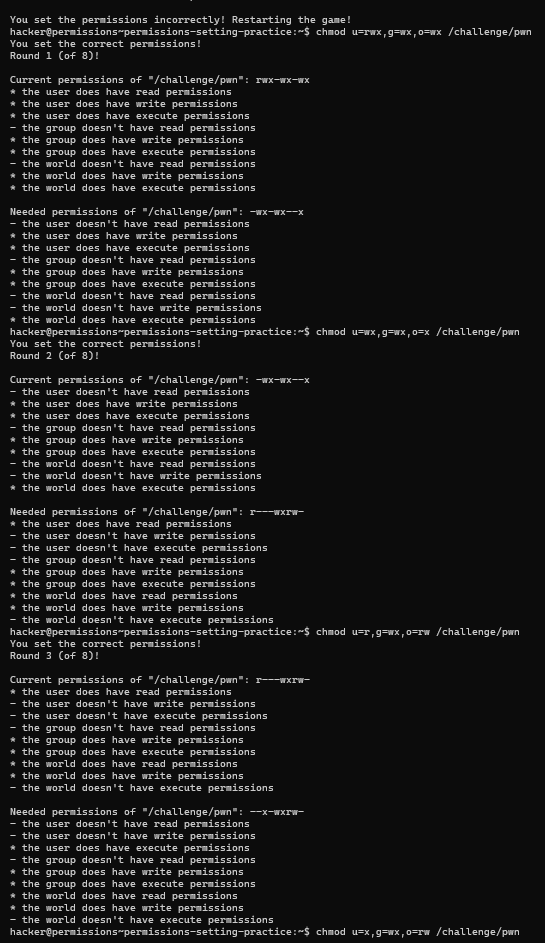 You set the permissions incorrectly! Restarting the game!
hacker@permissions~permissions-setting-practice:~$ chmod u=rwx,g=wx,o=wx /challenge/pwn
You set the correct permissions!
Round 1 (of 8)!

Current permissions of "/challenge/pwn": rwx-wx-wx
* the user does have read permissions
* the user does have write permissions
* the user does have execute permissions
- the group doesn't have read permissions
* the group does have write permissions
* the group does have execute permissions
- the world doesn't have read permissions
* the world does have write permissions
* the world does have execute permissions

Needed permissions of "/challenge/pwn": -wx-wx--x
- the user doesn't have read permissions
* the user does have write permissions
* the user does have execute permissions
- the group doesn't have read permissions
* the group does have write permissions
* the group does have execute permissions
- the world doesn't have read permissions
- the world doesn't have write permissions
* the world does have execute permissions
hacker@permissions~permissions-setting-practice:~$ chmod u=wx,g=wx,o=x /challenge/pwn
You set the correct permissions!
Round 2 (of 8)!

Current permissions of "/challenge/pwn": -wx-wx--x
- the user doesn't have read permissions
* the user does have write permissions
* the user does have execute permissions
- the group doesn't have read permissions
* the group does have write permissions
* the group does have execute permissions
- the world doesn't have read permissions
- the world doesn't have write permissions
* the world does have execute permissions

Needed permissions of "/challenge/pwn": r---wxrw-
* the user does have read permissions
- the user doesn't have write permissions
- the user doesn't have execute permissions
- the group doesn't have read permissions
* the group does have write permissions
* the group does have execute permissions
* the world does have read permissions
* the world does have write permissions
- the world doesn't have execute permissions
hacker@permissions~permissions-setting-practice:~$ chmod u=r,g=wx,o=rw /challenge/pwn
You set the correct permissions!
Round 3 (of 8)!

Current permissions of "/challenge/pwn": r---wxrw-
* the user does have read permissions
- the user doesn't have write permissions
- the user doesn't have execute permissions
- the group doesn't have read permissions
* the group does have write permissions
* the group does have execute permissions
* the world does have read permissions
* the world does have write permissions
- the world doesn't have execute permissions

Needed permissions of "/challenge/pwn": --x-wxrw-
- the user doesn't have read permissions
- the user doesn't have write permissions
* the user does have execute permissions
- the group doesn't have read permissions
* the group does have write permissions
* the group does have execute permissions
* the world does have read permissions
* the world does have write permissions
- the world doesn't have execute permissions
hacker@permissions~permissions-setting-practice:~$ chmod u=x,g=wx,o=rw /challenge/pwn